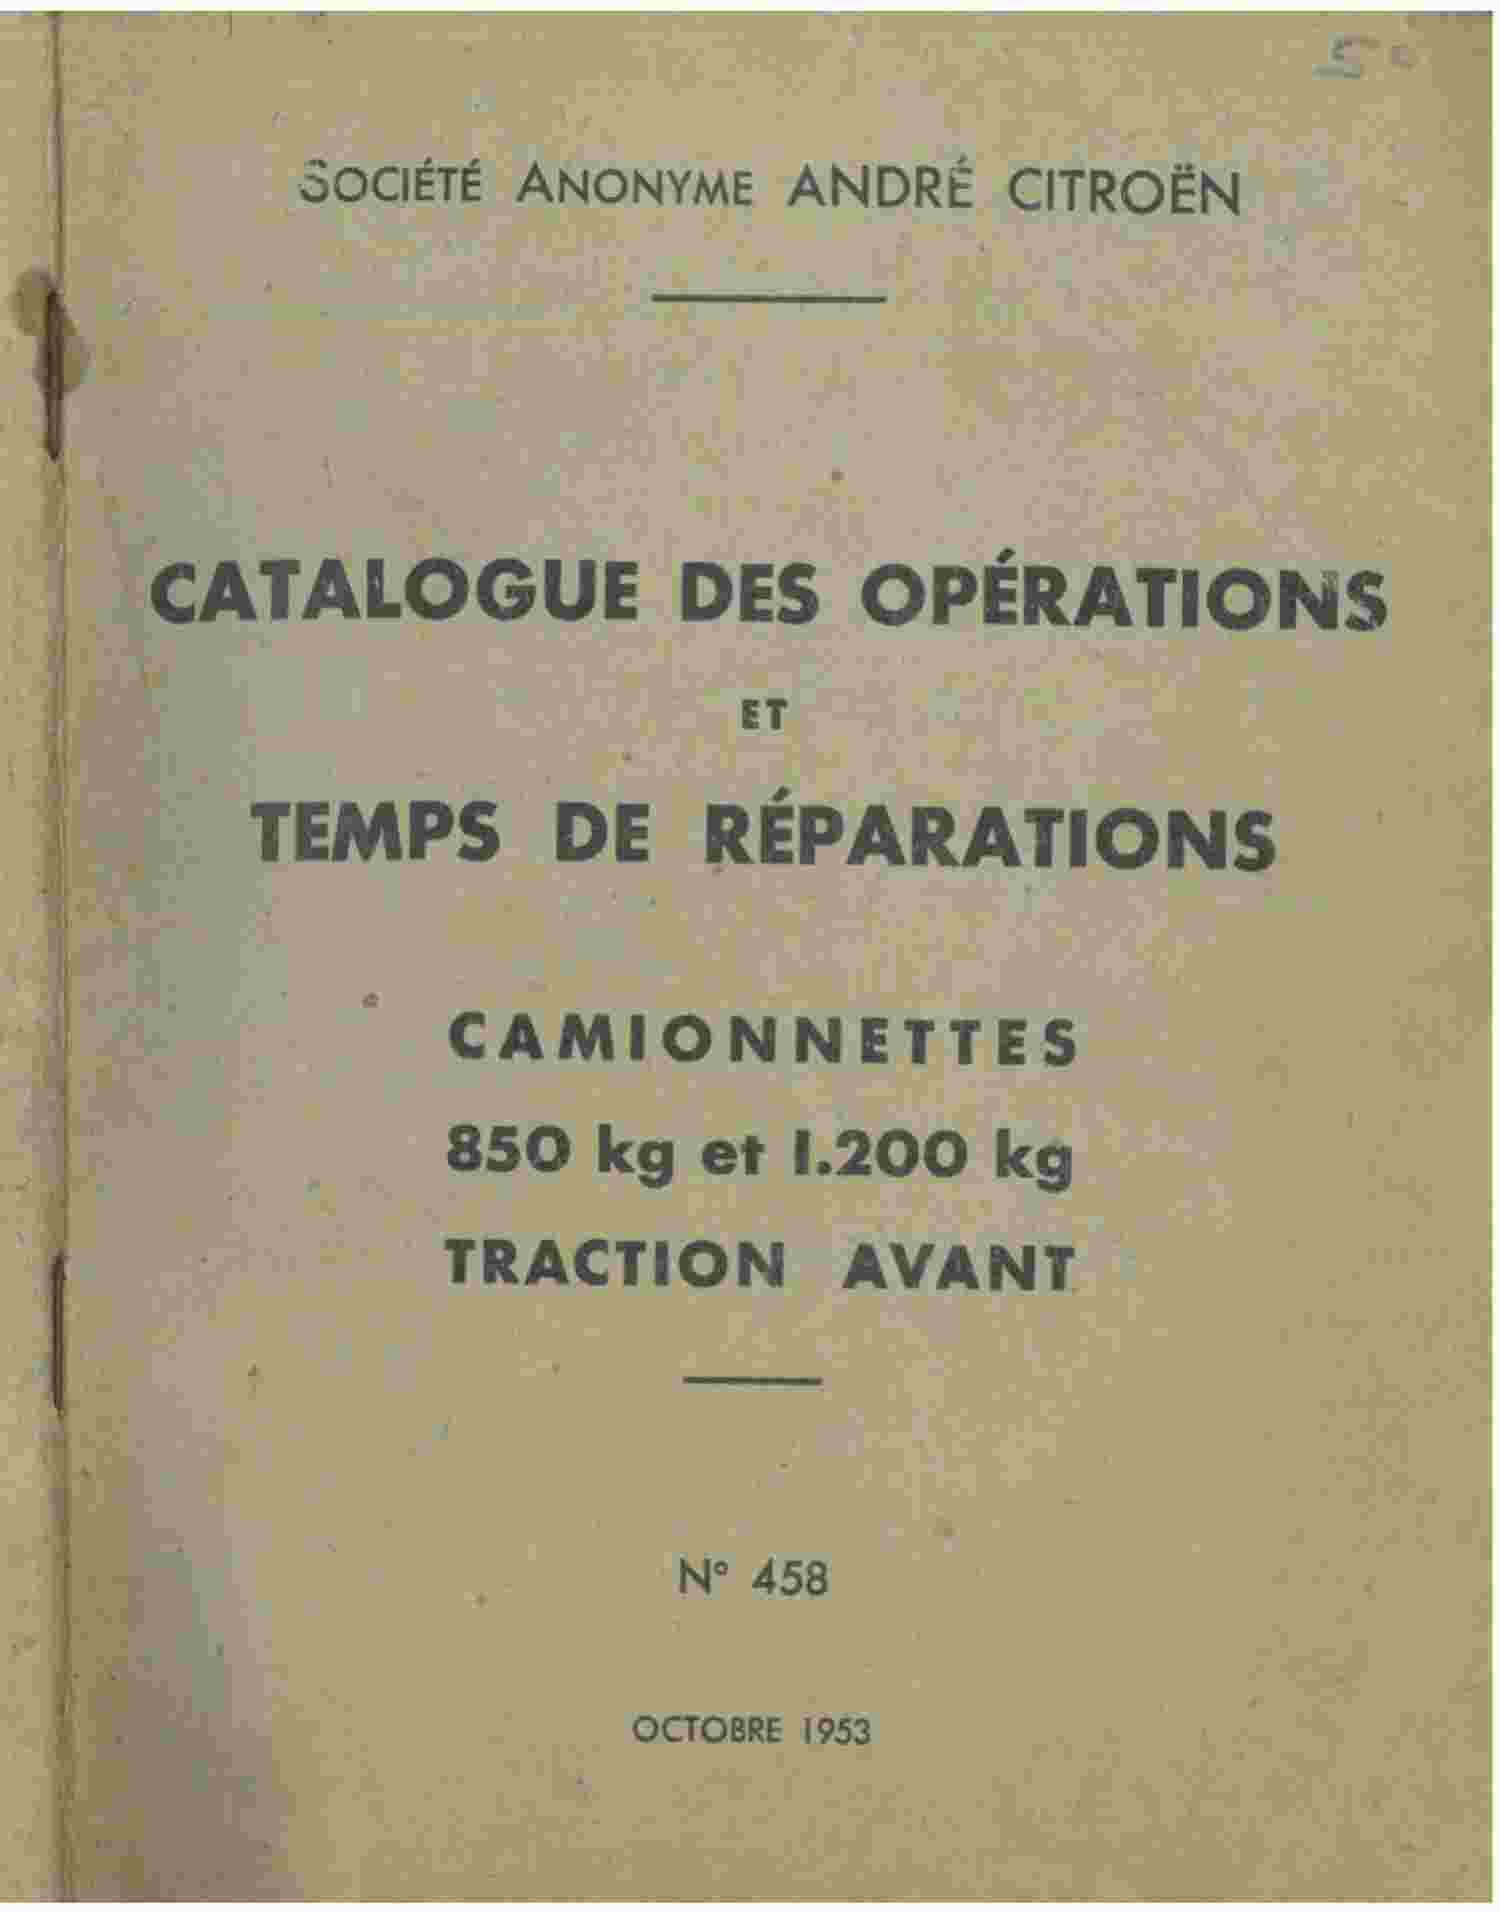 50
SOCIÉTÉ ANONYME ANDRÉ CITROËN
CATALOGUE DES OPÉRATIONS
ET
TEMPS DE RÉPARATIONS
CAMIONNETTES
850 kg et 1.200 kg
TRACTION AVANT
N° 458
OCTOBRE 1953